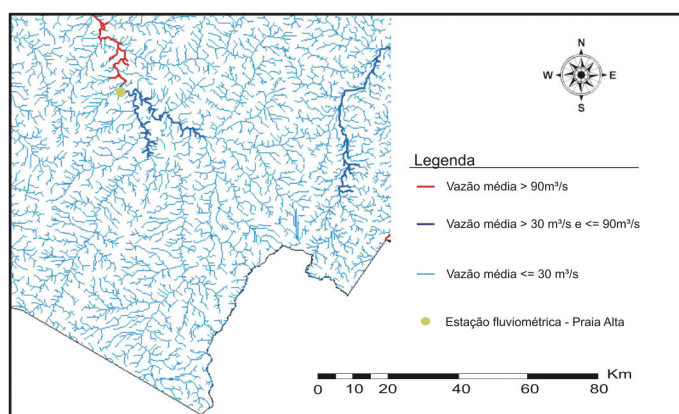 N
W E
S
Legenda
Vazão média > 90m³/s
Vazão média > 30 m³/s e <= 90m³/s
Vazão média <= 30 m³/s
Estação fluviométrica - Praia Alta
Km
0 10 20 40 60 80